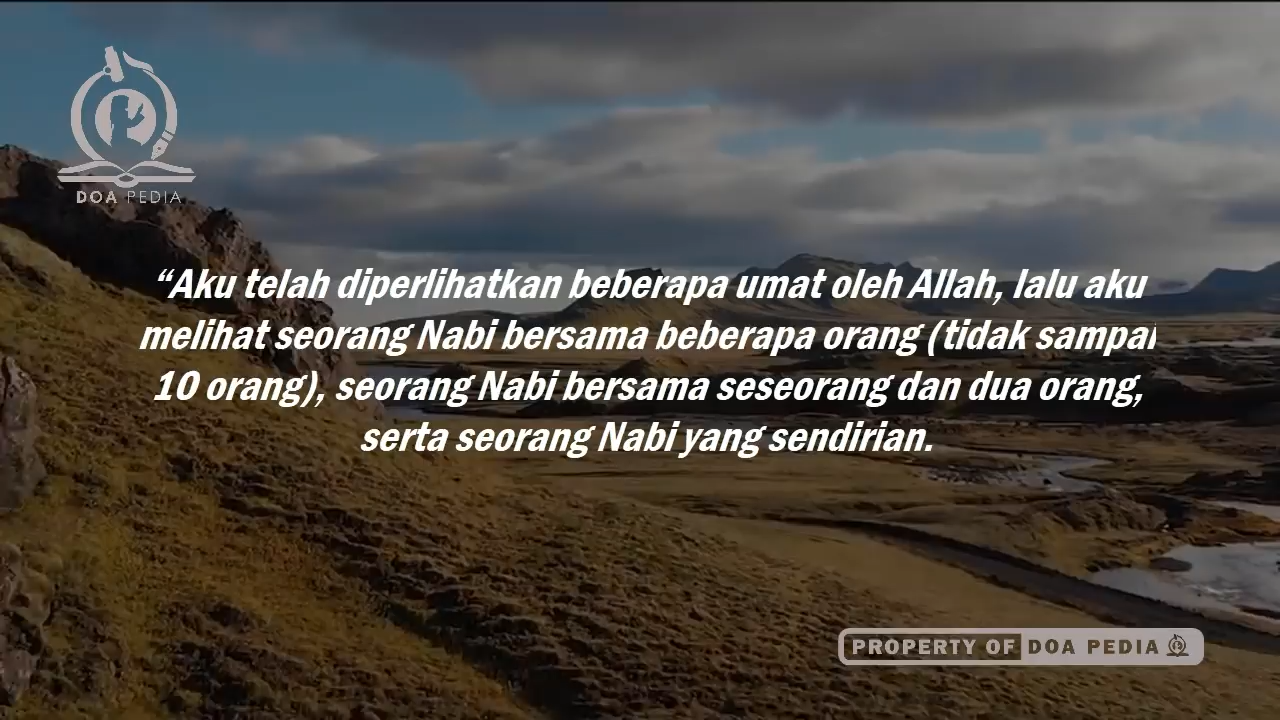 DOA PEDIA
“Aku telah diperlihatkan beberapa umat oleh Allah, lalu aku
melihat seorang Nabi bersama beberapa orang (tidak sampai
10 orang), seorang Nabi bersama seseorang dan dua orang,
serta seorang Nabi yang sendirian.
PROPERTY OF DOA PEDIA